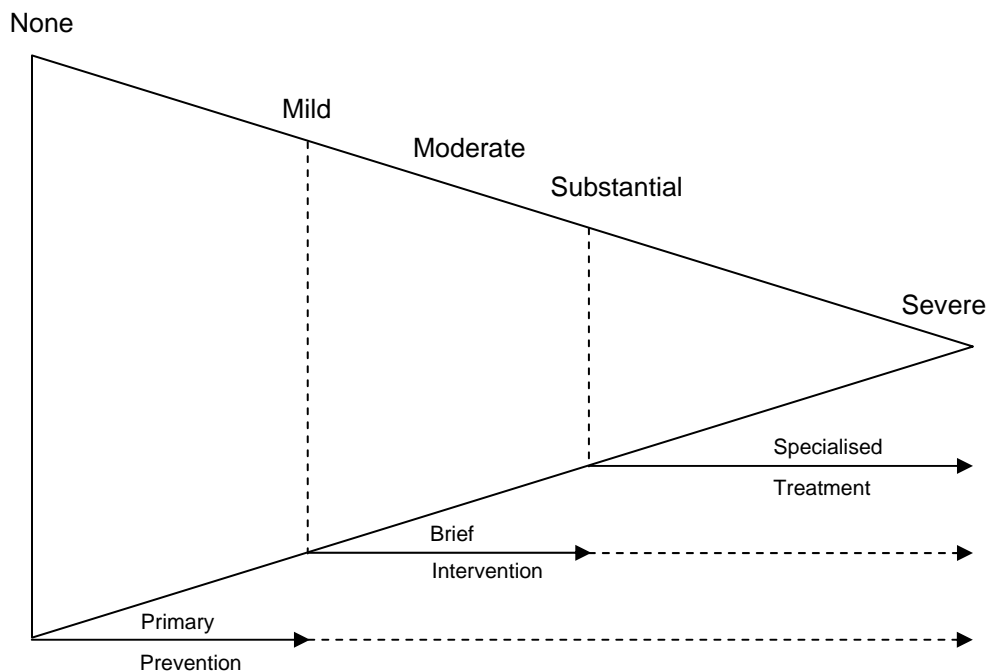 None
Mild
Moderate
Substantial
Severe
Specialised
Treatment
Brief
Intervention
Primary
Prevention